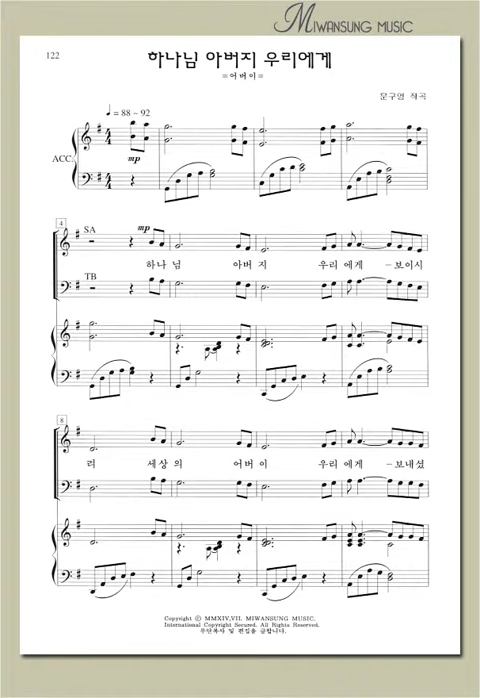 MIWANSUNG MUSIC
122
하나님 아버지 우리에게
=어버이=
문구영 작곡
♩= 88 ~ 92
ACC.
mp
4
SA
mp
하나님 아버지 우리에게 -보이시
TB
8
리 세상의 어버이 우리에게 -보내셨
Copyright ⓒ MMXIV,VII. MIWANSUNG MUSIC.
International Copyright Secured. All Rights Reserved.
무단복사 및 편집을 금합니다.